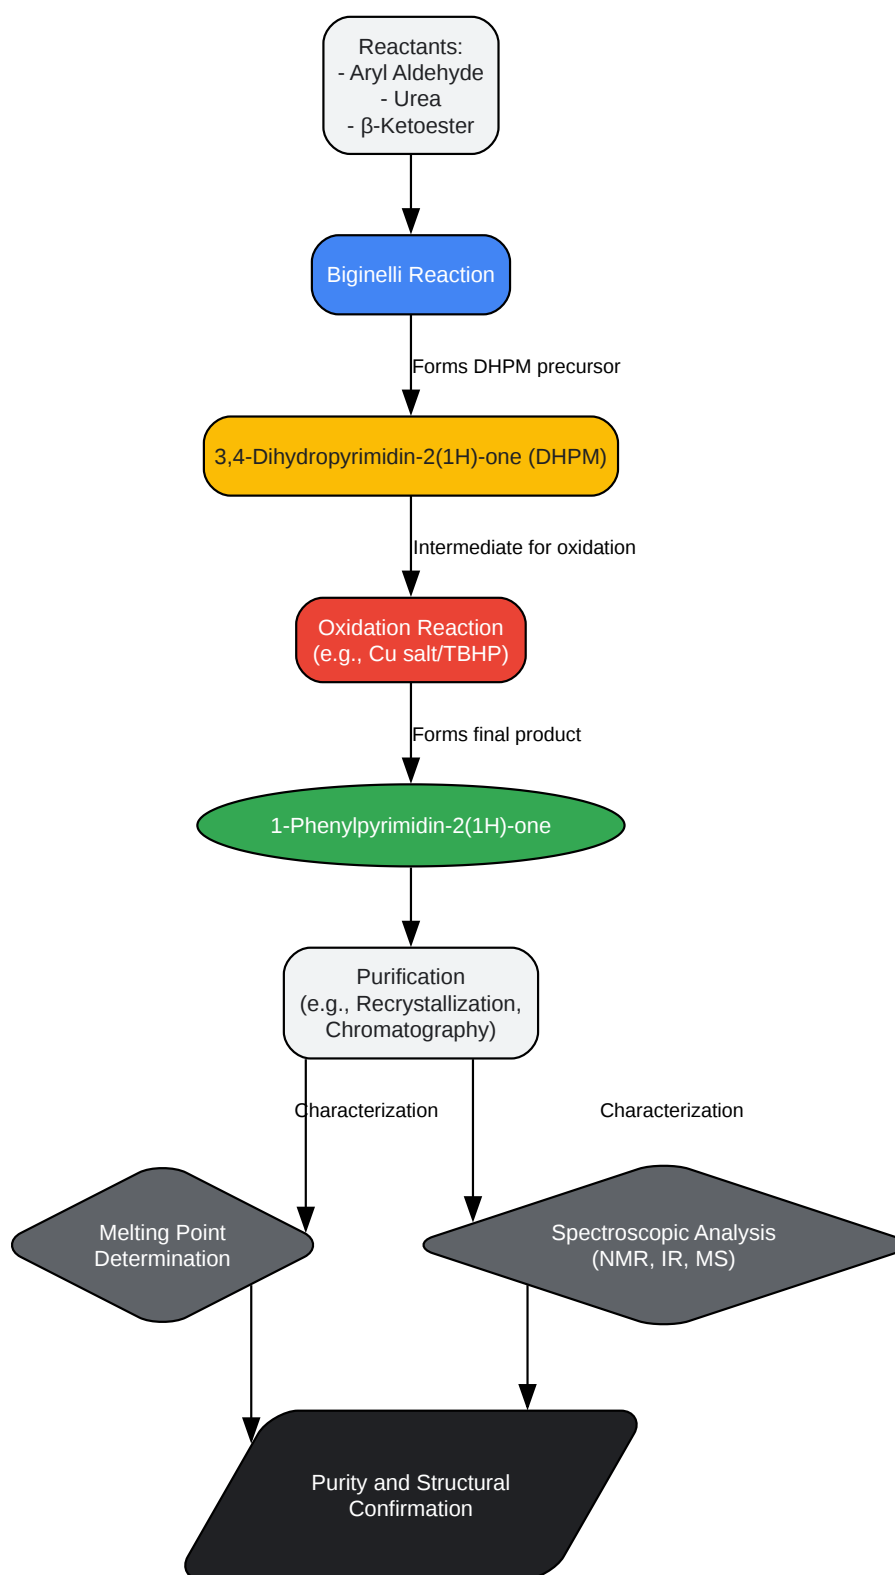 Reactants:
- Aryl Aldehyde
- Urea
- β-Ketoester
Biginelli Reaction
Forms DHPM precursor
3,4-Dihydropyrimidin-2(1H)-one (DHPM)
Intermediate for oxidation
Oxidation Reaction
(e.g., Cu salt/TBHP)
Forms final product
1-Phenylpyrimidin-2(1H)-one
Purification
(e.g., Recrystallization,
Chromatography)
Characterization
Characterization
Melting Point
Determination
Spectroscopic Analysis
(NMR, IR, MS)
Purity and Structural
Confirmation